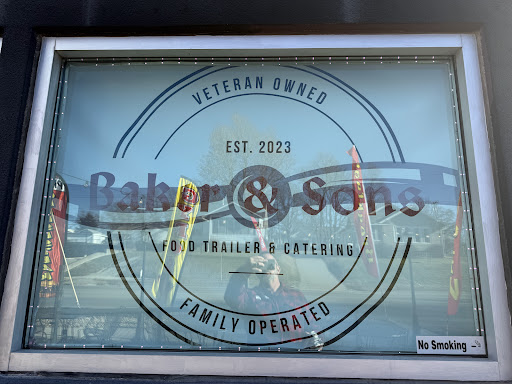 VETERAN OWNED
EST. 2023
Baker & Sons
FOOD TRAILER & CATERING
FAMILY OPERATED
No Smoking